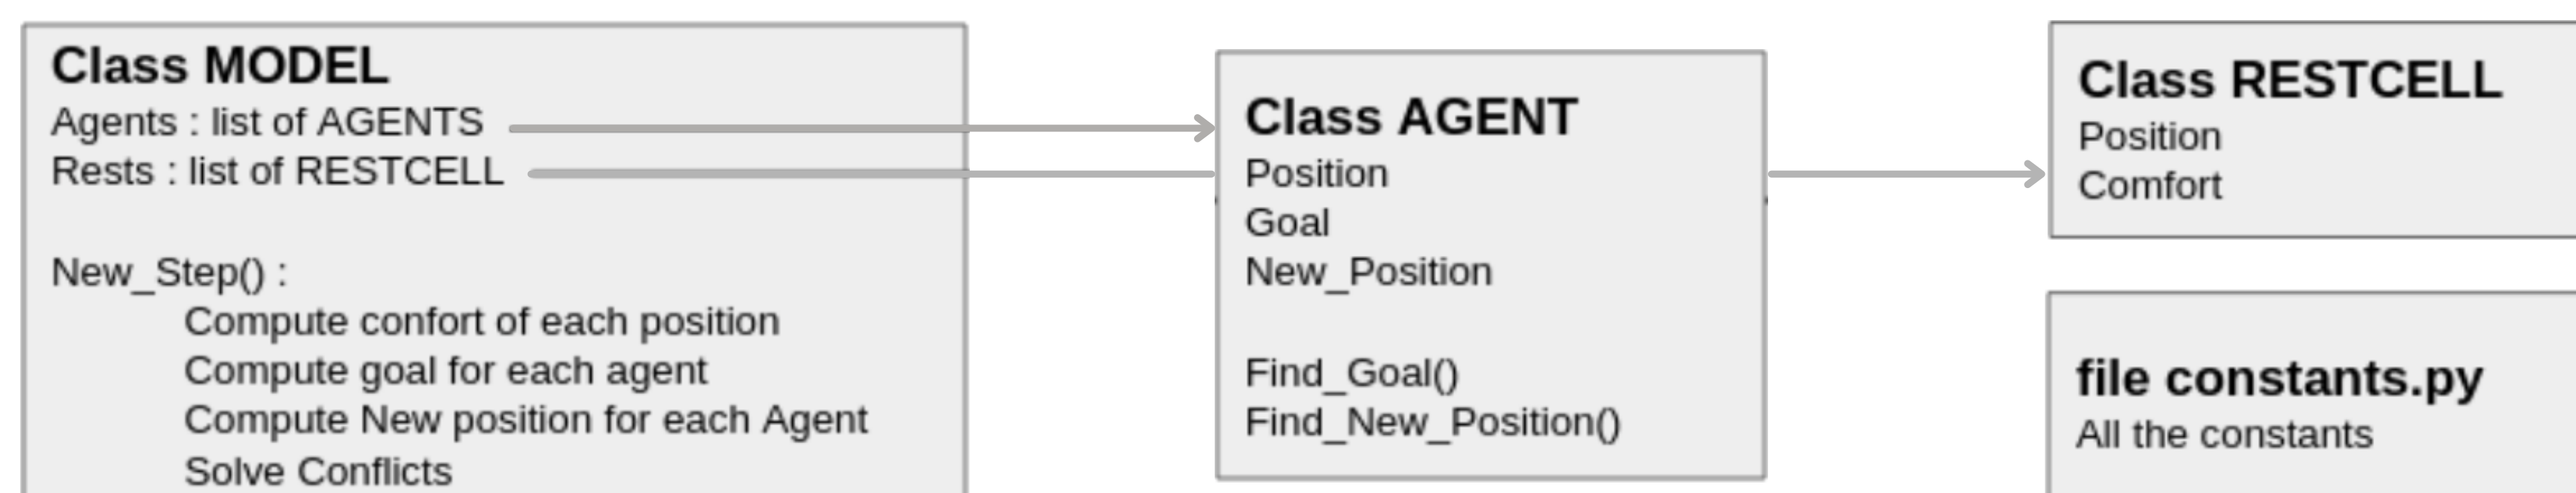 Class MODEL
Agents : list of AGENTS
Rests : list of RESTCELL
New_Step() :
Compute confort of each position
Compute goal for each agent
Compute New position for each Agent
Solve Conflicts
Class AGENT
Position
Goal
New_Position
Find_Goal()
Find_New_Position()
Class RESTCELL
Position
Comfort
file constants.py
All the constants